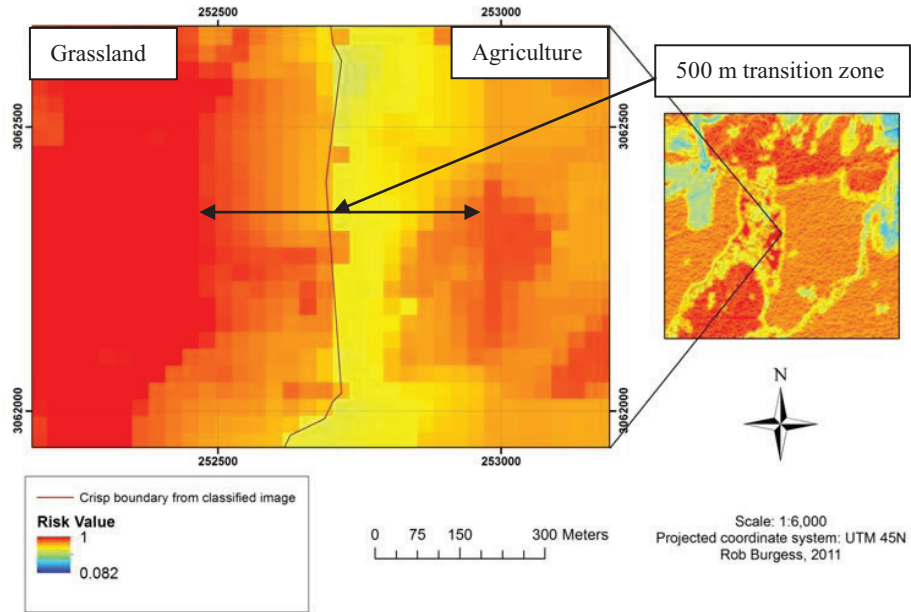 252500
253000
Grassland
Agriculture
500 m transition zone
3062500
3062500
3062000
3062000
252500
253000
N
Crisp boundary from classified image
Risk Value
1
0.082
0 75 150 300 Meters
Scale: 1:6,000
Projected coordinate system: UTM 45N
Rob Burgess, 2011